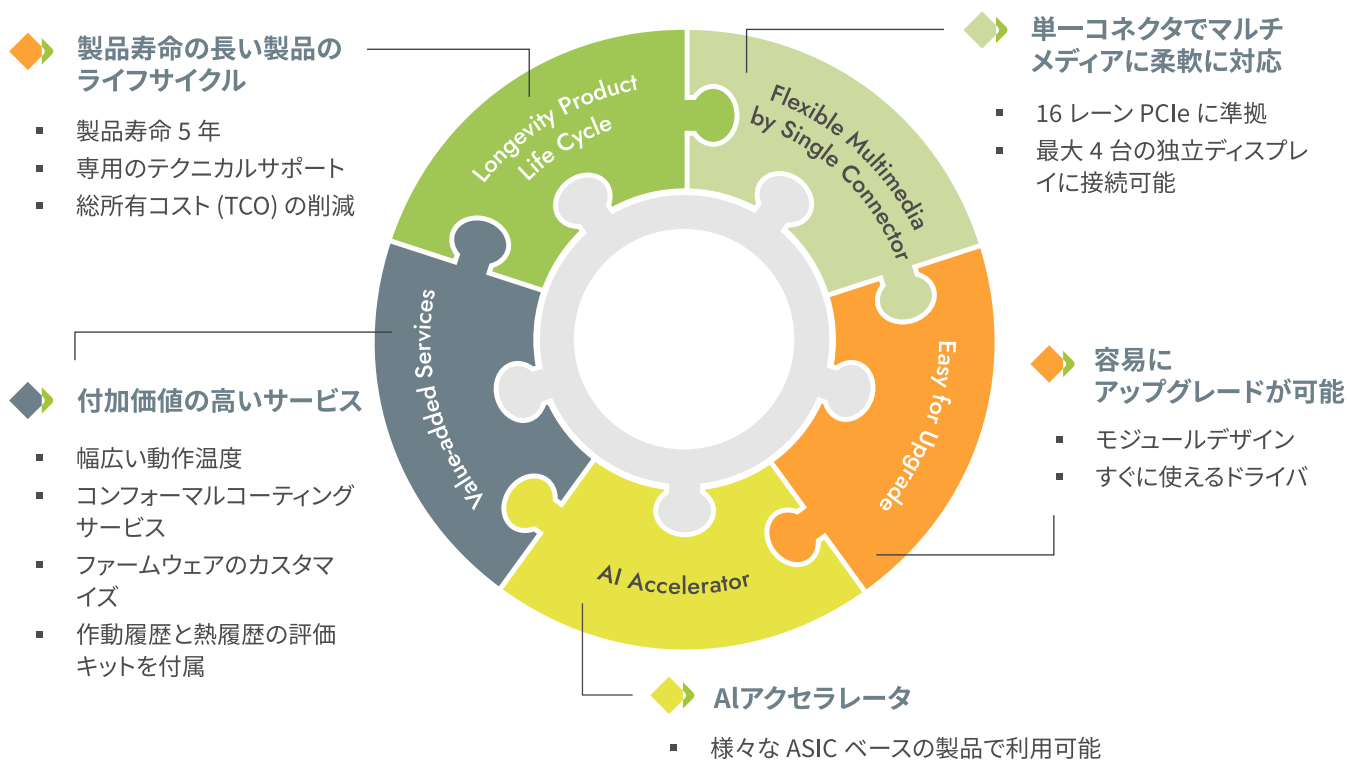 製品寿命の長い製品の
ライフサイクル
製品寿命 5 年
専用のテクニカルサポート
総所有コスト (TCO) の削減
単一コネクタでマルチ
メディアに柔軟に対応
16 レーン PCIe に準拠
最大 4 台の独立ディスプレ
イに接続可能
Longevity Product
Life Cycle
Flexible Multimedia
by Single Connector
Value-added Services
Easy for Upgrade
AI Accelerator
付加価値の高いサービス
幅広い動作温度
コンフォーマルコーティング
サービス
ファームウェアのカスタマ
イズ
作動履歴と熱履歴の評価
キットを付属
容易に
アップグレードが可能
モジュールデザイン
すぐに使えるドライバ
AIアクセラレータ
様々な ASIC ベースの製品で利用可能